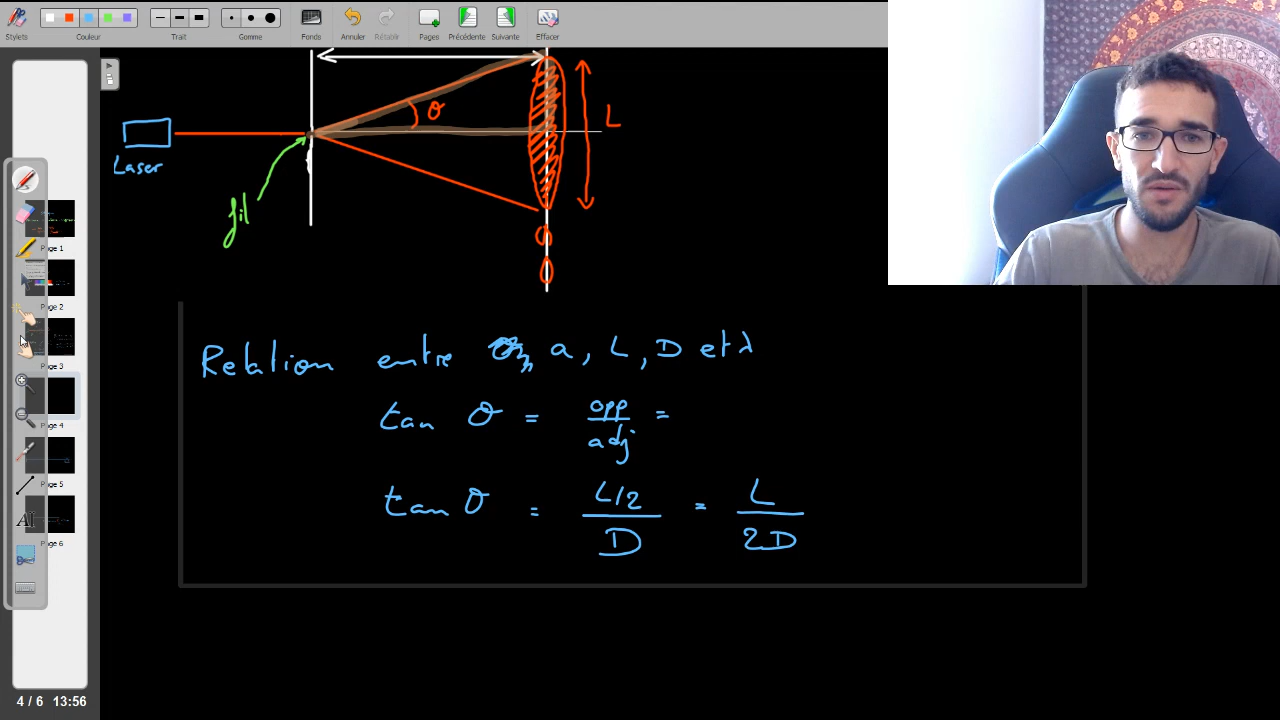 Stylets
Couleur
Trait
Gomme
Fonds
Annuler
Rétablir
Pages
Précédente
Suivante
Effacer
θ
L
Laser
fil
Page 1
Page 2
Page 3
Page 4
Page 5
Page 6
Relation entre a, L, D et λ
tan θ = opp/adj =
tan θ = L/2/D = L/2D
4 / 6 13:56